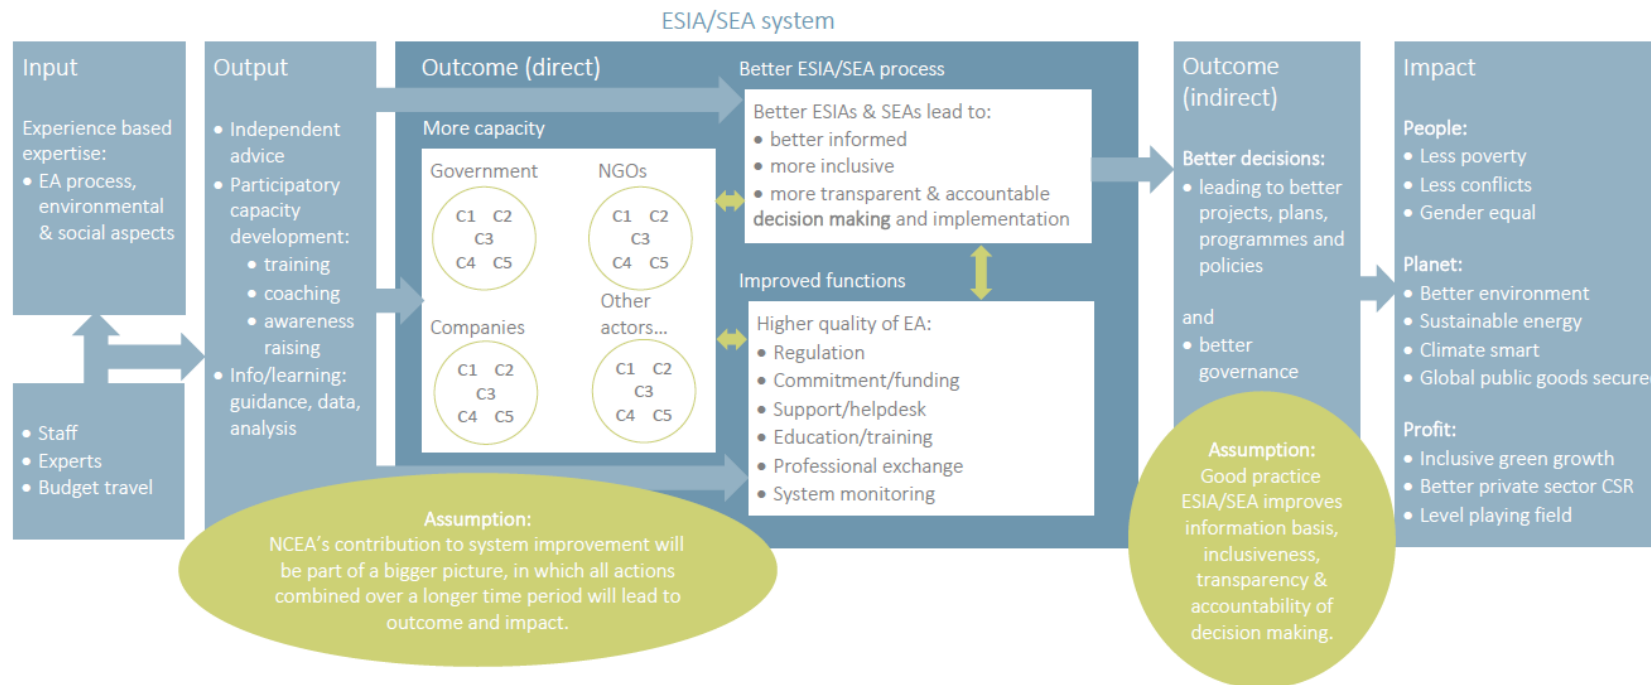 ESIA/SEA system
Input
Experience based
expertise:
• EA process,
environmental
& social aspects
• Staff
• Experts
• Budget travel
Output
• Independent
advice
• Participatory
capacity
development:
• training
• coaching
• awareness
raising
• Info/learning:
guidance, data,
analysis
Outcome (direct)
More capacity
Government
C1 C2
C3
C4 C5
NGOs
C1 C2
C3
C4 C5
Companies
C1 C2
C3
C4 C5
Other
actors...
C1 C2
C3
C4 C5
Better ESIA/SEA process
Better ESIAs & SEAs lead to:
• better informed
• more inclusive
• more transparent & accountable
decision making and implementation
Improved functions
Higher quality of EA:
• Regulation
• Commitment/funding
• Support/helpdesk
• Education/training
• Professional exchange
• System monitoring
Assumption:
NCEA's contribution to system improvement will
be part of a bigger picture, in which all actions
combined over a longer time period will lead to
outcome and impact.
Outcome
(indirect)
Better decisions:
• leading to better
projects, plans,
programmes and
policies
and
• better
governance
Assumption:
Good practice
ESIA/SEA improves
information basis,
inclusiveness,
transparency &
accountability of
decision making.
Impact
People:
• Less poverty
• Less conflicts
• Gender equal
Planet:
• Better environment
• Sustainable energy
• Climate smart
• Global public goods secured
Profit:
• Inclusive green growth
• Better private sector CSR
• Level playing field